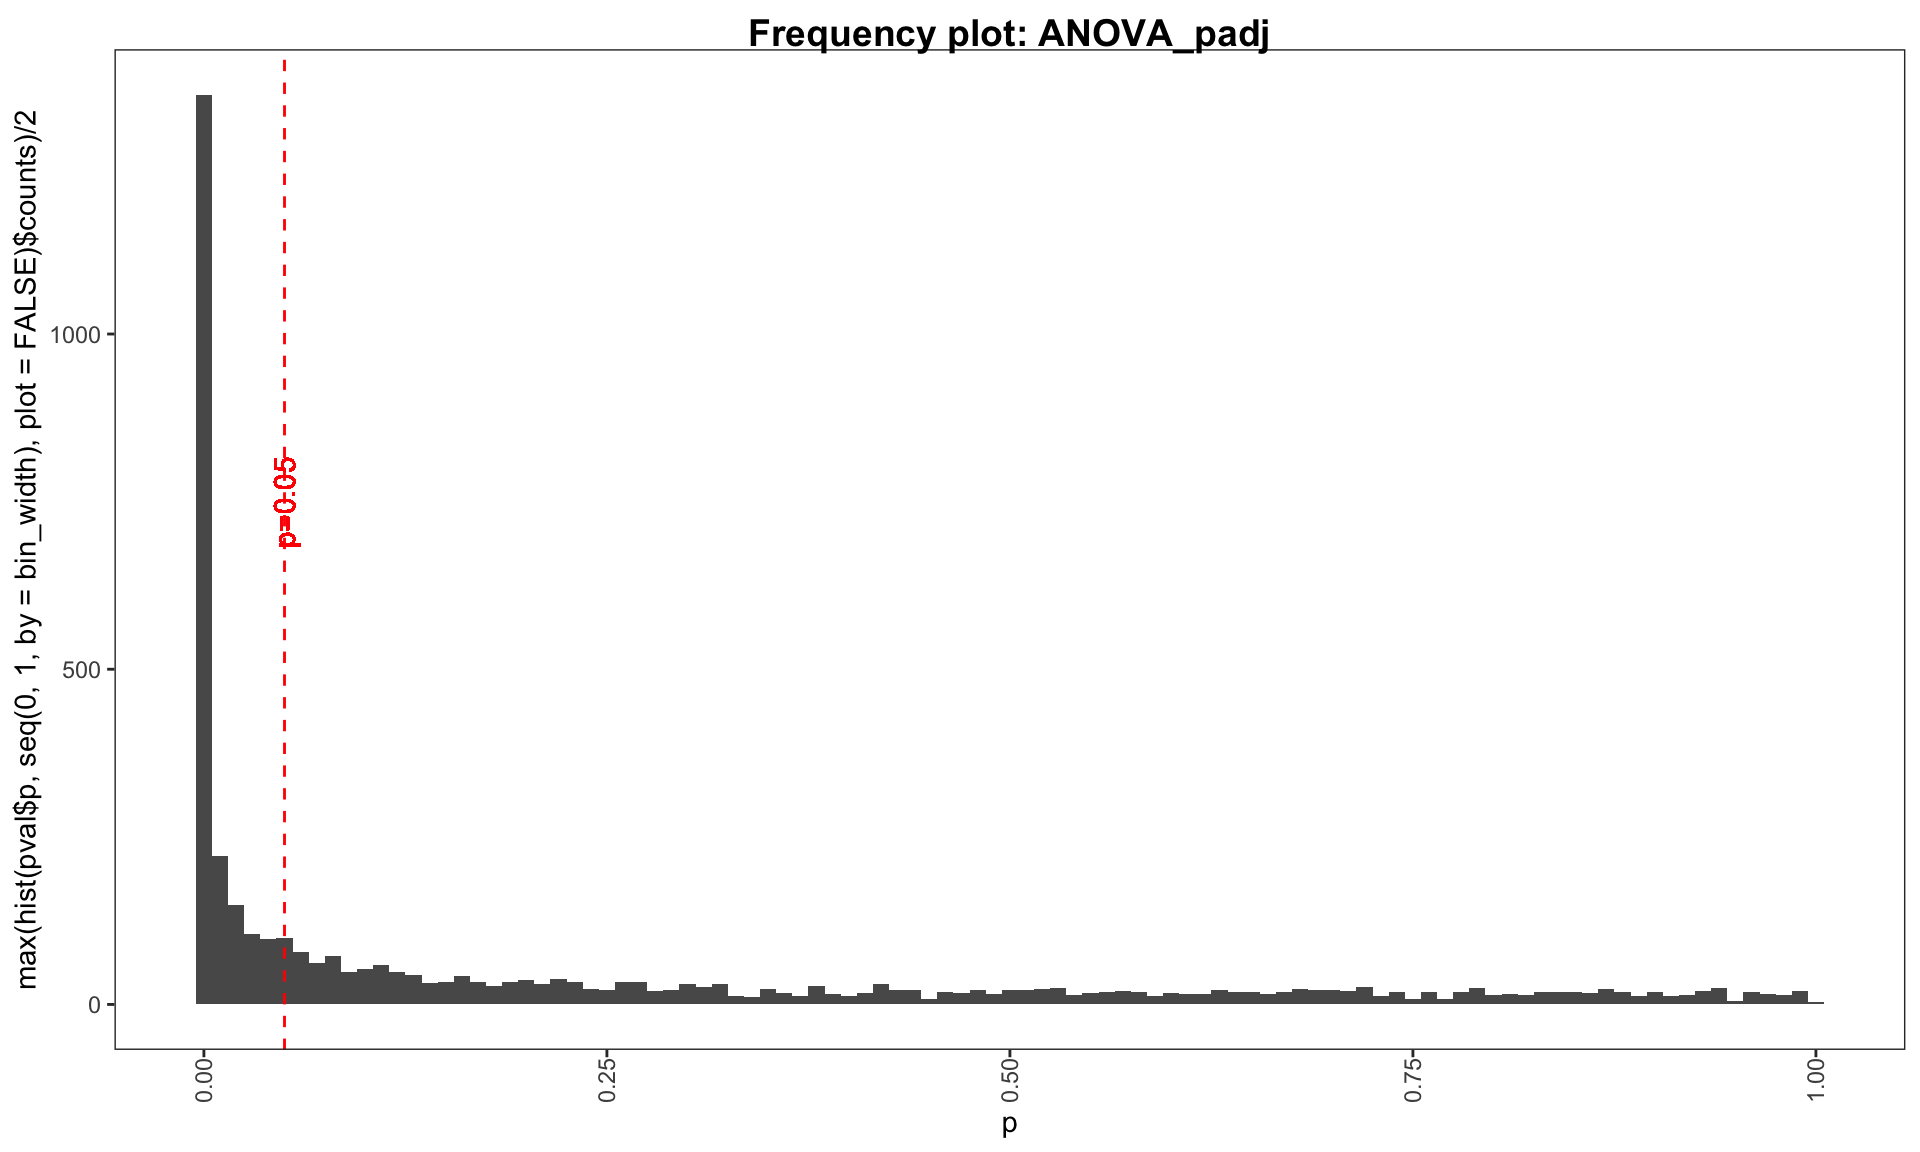 Frequency plot: ANOVA_padj
max(hist(pval$p, seq(0, 1, by = bin_width), plot = FALSE)$counts)/2
1000
500
0
p=0.05
0.00
0.25
0.50
0.75
1.00
p